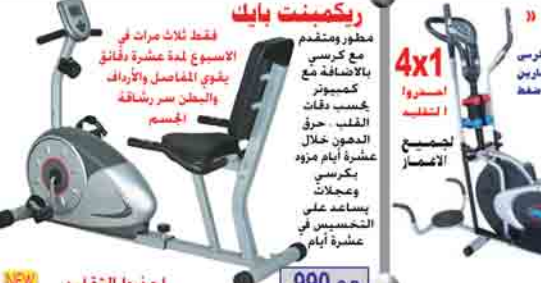 ريكمبنت بايك
مطور ومتقدم
مع كرسي
بالاضافة مع
كمبيوتر
يحسب دقات
القلب . حرق
الدهون خلال
عشرة أيام مزود
بكرسي
وعجلات
يساعد على
التخسيس في
عشرة أيام
فقط ثلاث مرات في
الاسبوع لمدة عشرة دقائق
يقوي المفاصل والأرداف
والبطن سر رشاقة
الجسم
990
NEW
»
4x1
احذروا
التقليد
لجميع
الاعمار